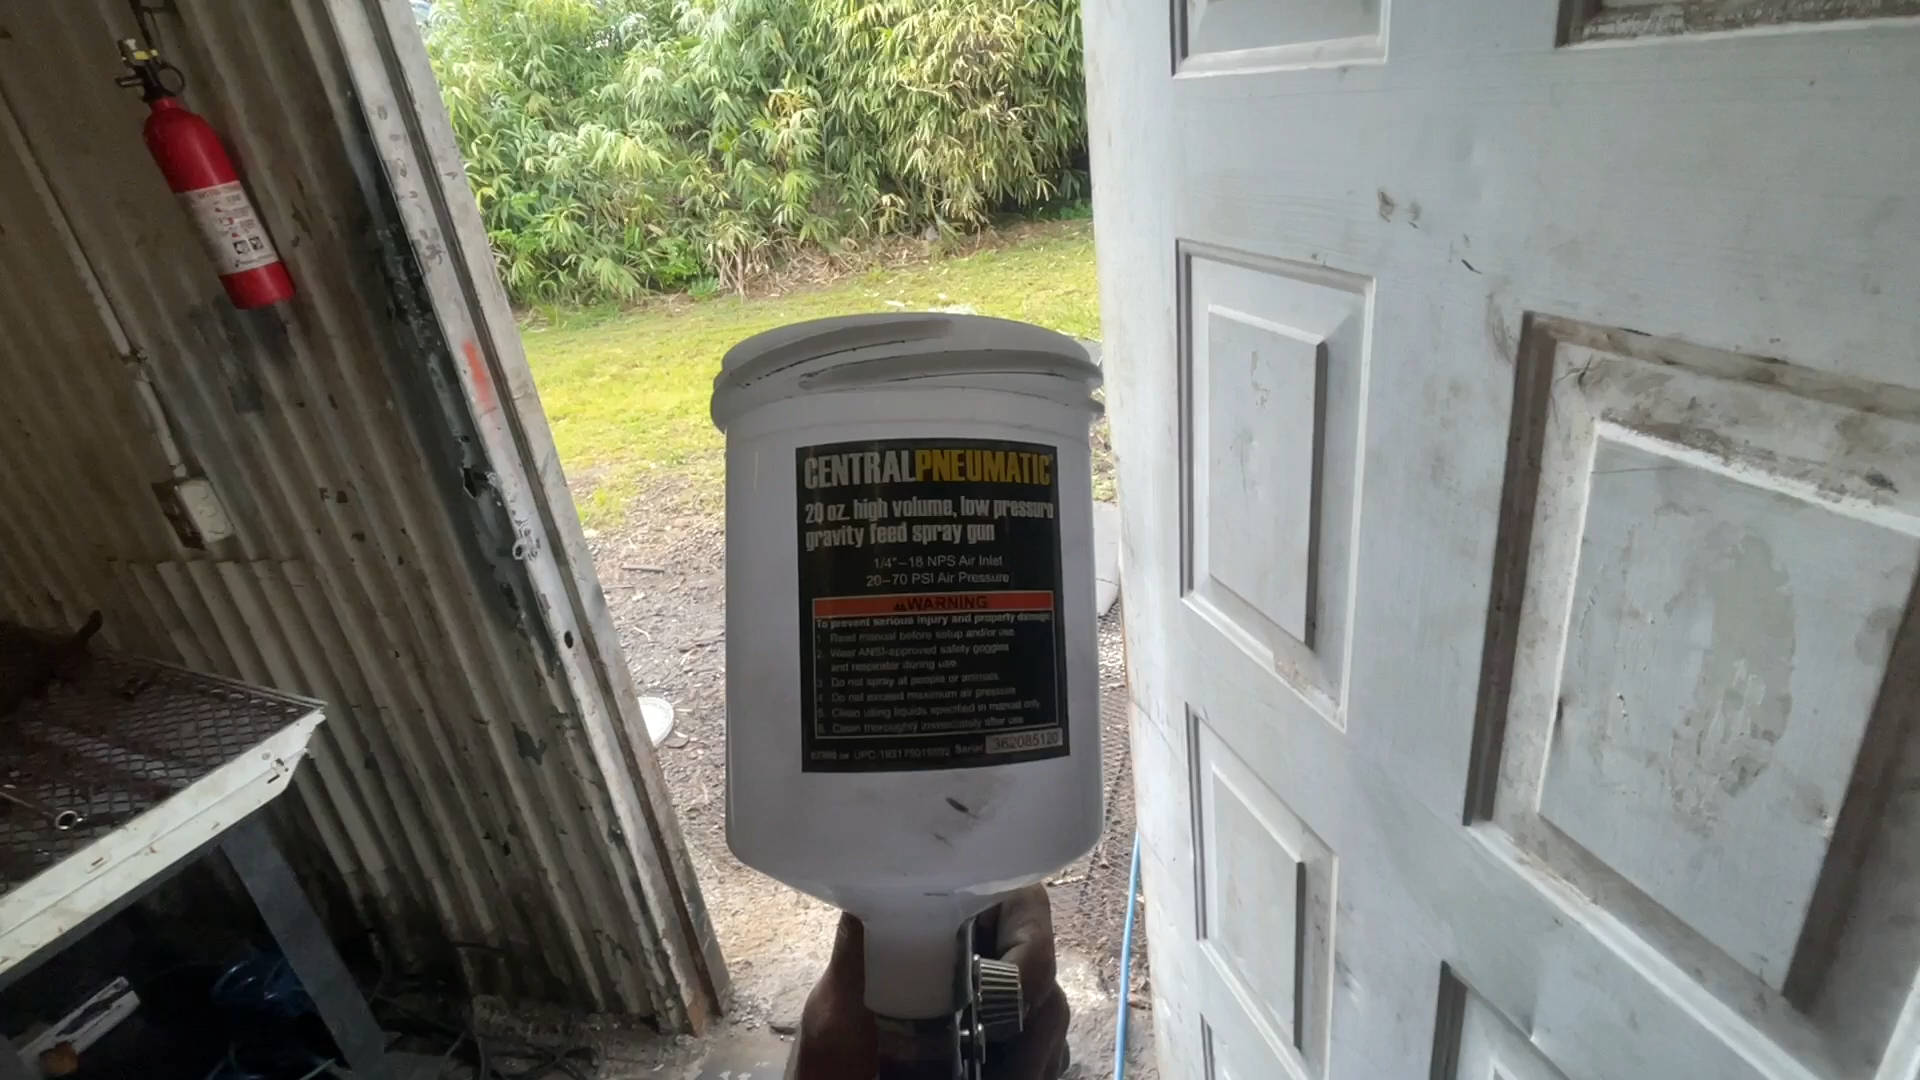 CENTRALPNEUMATIC
20 oz. high volume, low pressure
gravity feed spray gun
1/4"–18 NPS Air Inlet
20–70 PSI Air Pressure
⚠WARNING
To prevent serious injury and property damage
1. Read manual before setup and/or use
2. Wear ANSI-approved safety goggles
and respirator during use
3. Do not spray at people or animals.
4. Do not exceed maximum air pressure
5. Clean using liquids specified in manual only
6. Clean thoroughly immediately after use
Serial 362085120